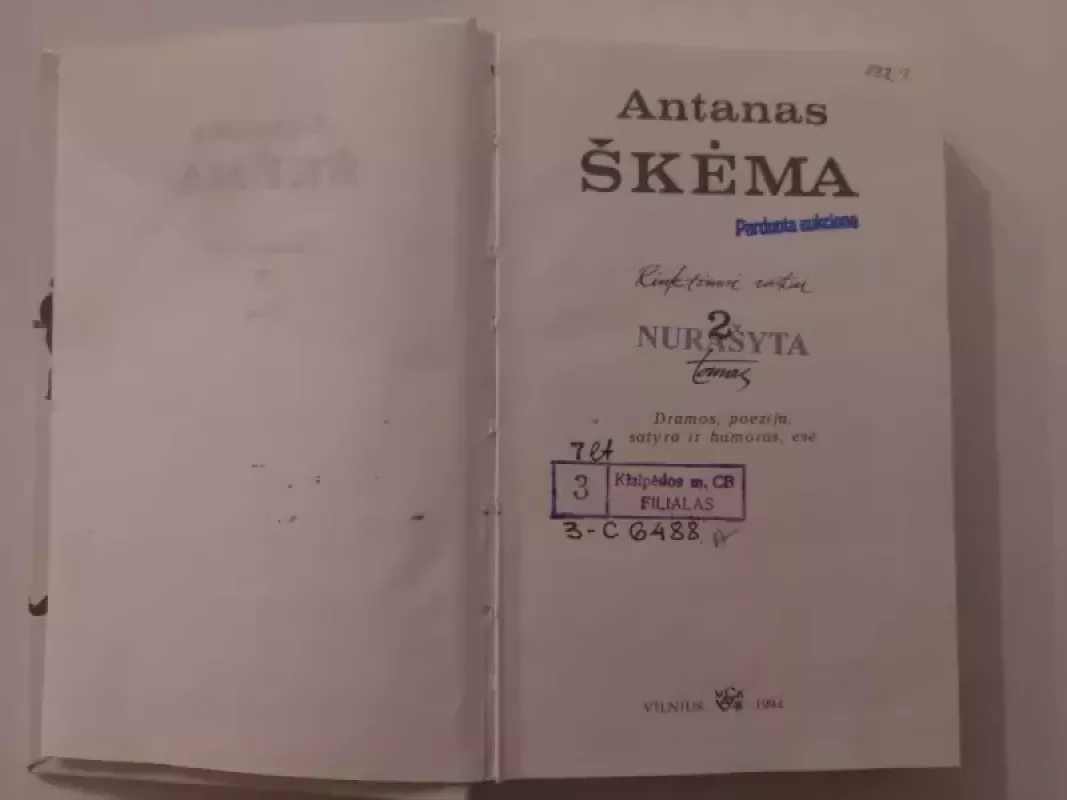 Antanas
ŠKĖMA
Parduota aukcione
Rinktiniai raštai
2
NURAŠYTA
tomas
Dramos, poezija,
satyra ir humoras, esė
7 lt
3
Klaipėdos m. CB
FILIALAS
3-C 6488
VILNIUS 1994